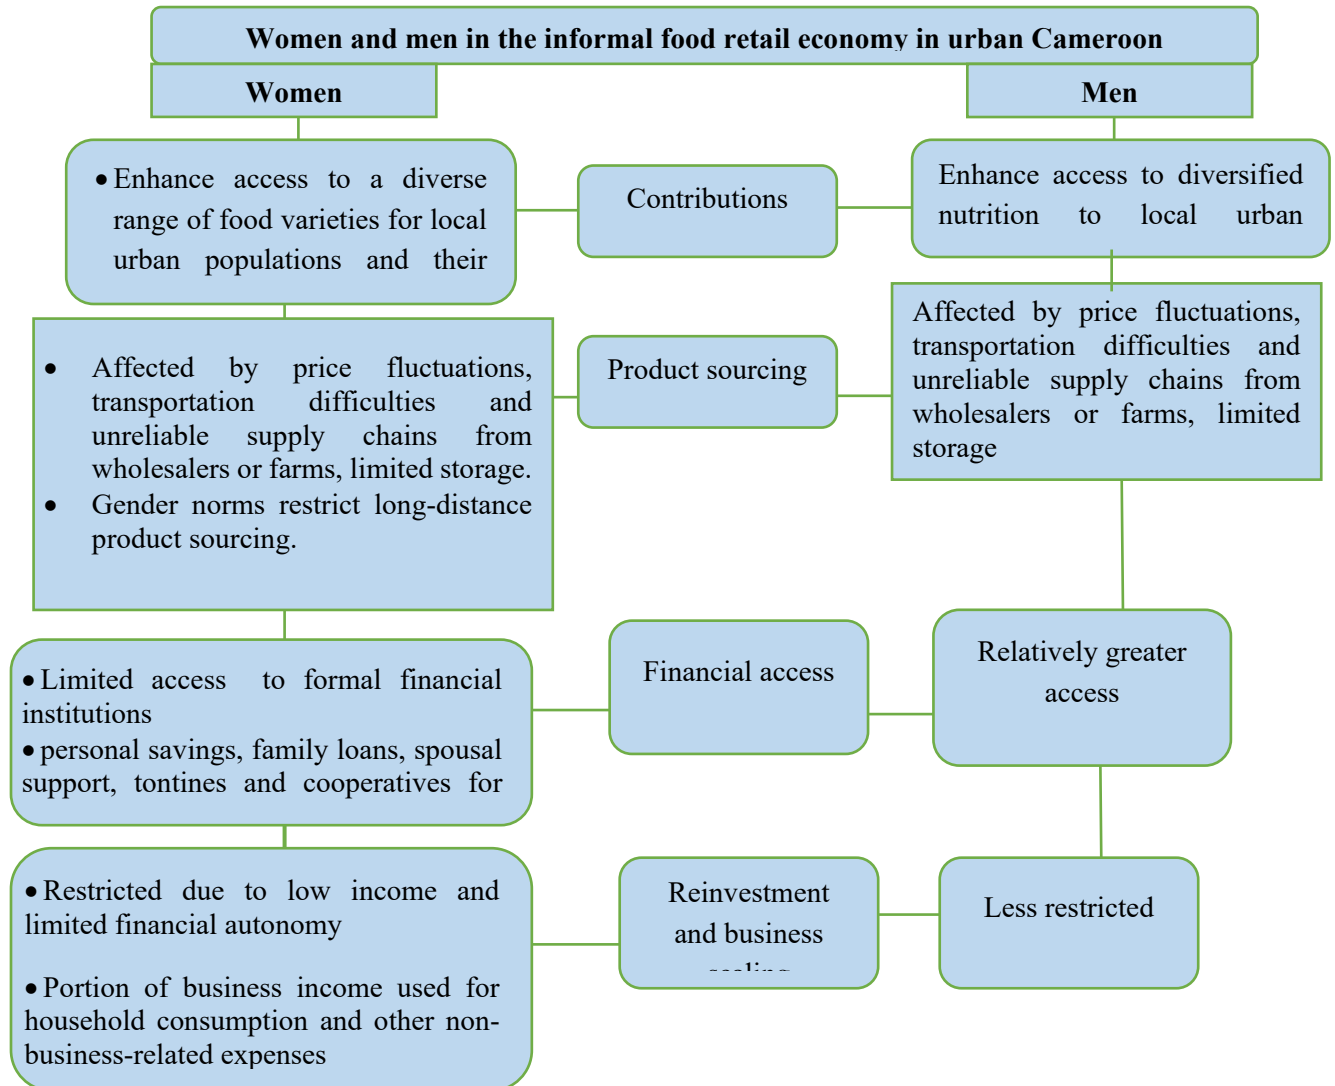 Women and men in the informal food retail economy in urban Cameroon
Women
Men
• Enhance access to a diverse
range of food varieties for local
urban populations and their
Contributions
Enhance access to diversified
nutrition to local urban
• Affected by price fluctuations,
transportation difficulties and
unreliable supply chains from
wholesalers or farms, limited storage.
• Gender norms restrict long-distance
product sourcing.
Product sourcing
Affected by price fluctuations,
transportation difficulties and
unreliable supply chains from
wholesalers or farms, limited
storage
• Limited access to formal financial
institutions
• personal savings, family loans, spousal
support, tontines and cooperatives for
Financial access
Relatively greater
access
• Restricted due to low income and
limited financial autonomy
• Portion of business income used for
household consumption and other non-
business-related expenses
Reinvestment
and business
scaling
Less restricted